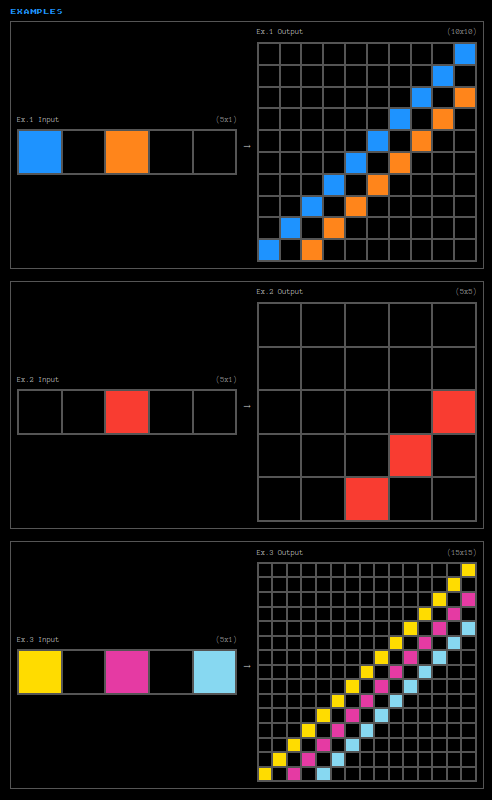 EXAMPLES
Ex.1 Output (10x10)
Ex.1 Input (5x1)
→
Ex.2 Output (5x5)
Ex.2 Input (5x1)
→
Ex.3 Output (15x15)
Ex.3 Input (5x1)
→